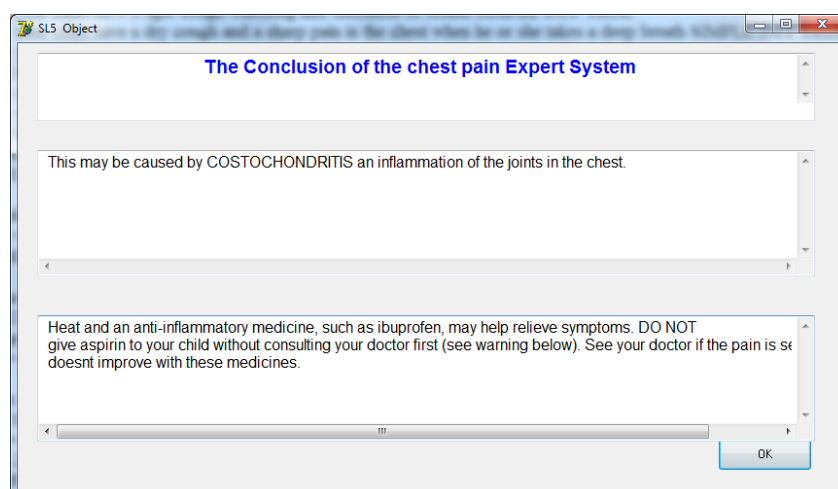 SL5 Object
The Conclusion of the chest pain Expert System
This may be caused by COSTOCHONDRITIS an inflammation of the joints in the chest.
Heat and an anti-inflammatory medicine, such as ibuprofen, may help relieve symptoms. DO NOT
give aspirin to your child without consulting your doctor first (see warning below). See your doctor if the pain is se
doesnt improve with these medicines.
OK